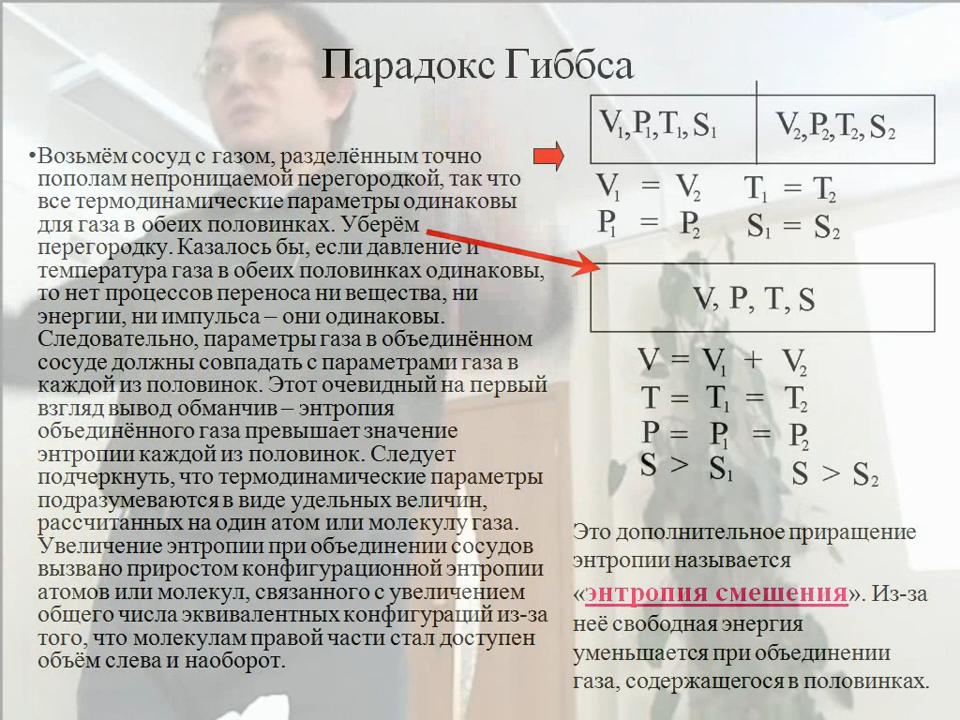 Парадокс Гиббса
•Возьмём сосуд с газом, разделённым точно
пополам непроницаемой перегородкой, так что
все термодинамические параметры одинаковы
для газа в обеих половинках. Уберём
перегородку. Казалось бы, если давление и
температура газа в обеих половинках одинаковы,
то нет процессов переноса ни вещества, ни
энергии, ни импульса – они одинаковы.
Следовательно, параметры газа в объединённом
сосуде должны совпадать с параметрами газа в
каждой из половинок. Этот очевидный на первый
взгляд вывод обманчив – энтропия
объединённого газа превышает значение
энтропии каждой из половинок. Следует
подчеркнуть, что термодинамические параметры
подразумеваются в виде удельных величин,
рассчитанных на один атом или молекулу газа.
Увеличение энтропии при объединении сосудов
вызвано приростом конфигурационной энтропии
атомов или молекул, связанного с увеличением
общего числа эквивалентных конфигураций из-за
того, что молекулам правой части стал доступен
объём слева и наоборот.
V₁,P₁,T₁,S₁ V₂,P₂,T₂,S₂
V₁ = V₂ T₁ = T₂
P₁ = P₂ S₁ = S₂
V, P, T, S
V = V₁ + V₂
T = T₁ = T₂
P = P₁ = P₂
S > S₁ S > S₂
Это дополнительное приращение
энтропии называется
«энтропия смешения». Из-за
неё свободная энергия
уменьшается при объединении
газа, содержащегося в половинках.